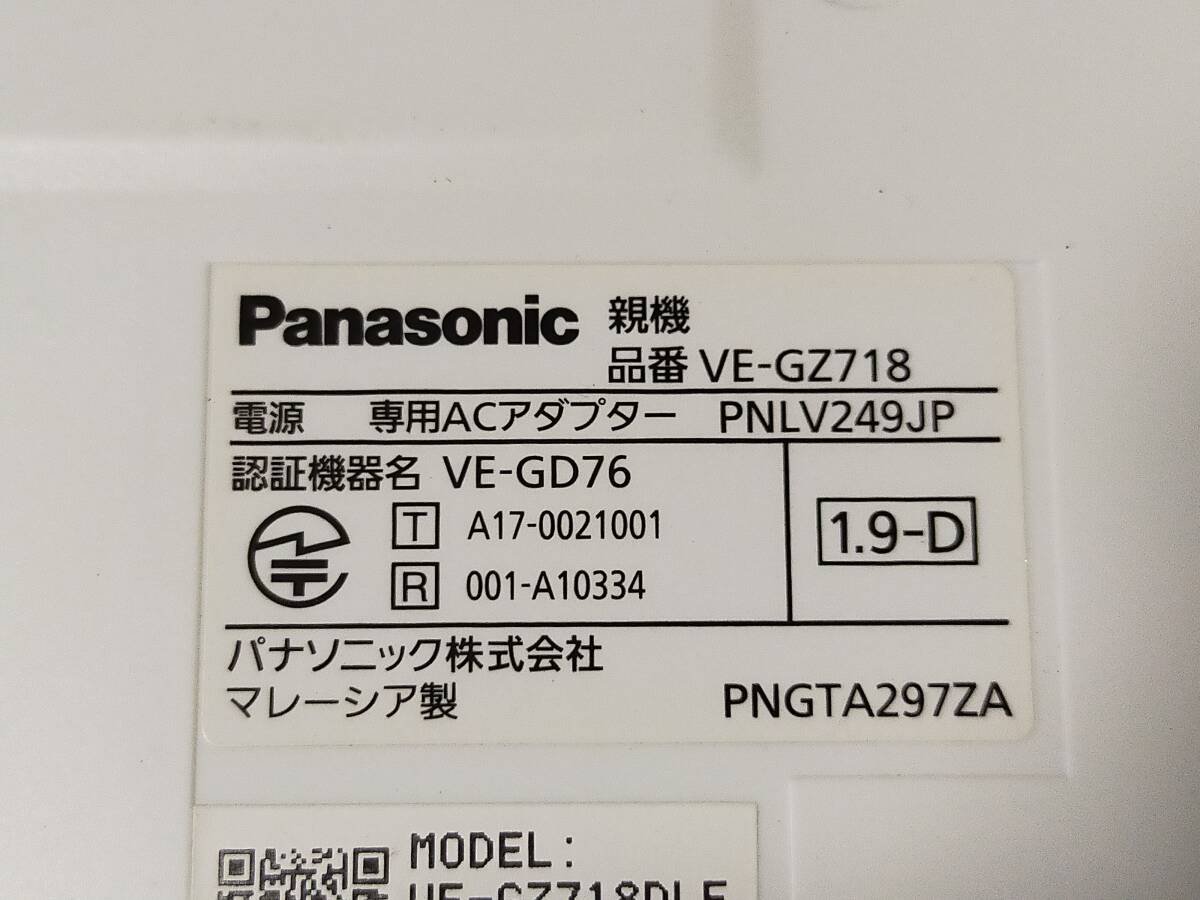 Panasonic 親機
品番 VE-GZ718
電源 専用ACアダプター PNLV249JP
認証機器名 VE-GD76
T A17-0021001
R 001-A10334
1.9-D
パナソニック株式会社
マレーシア製 PNGTA297ZA
MODEL: